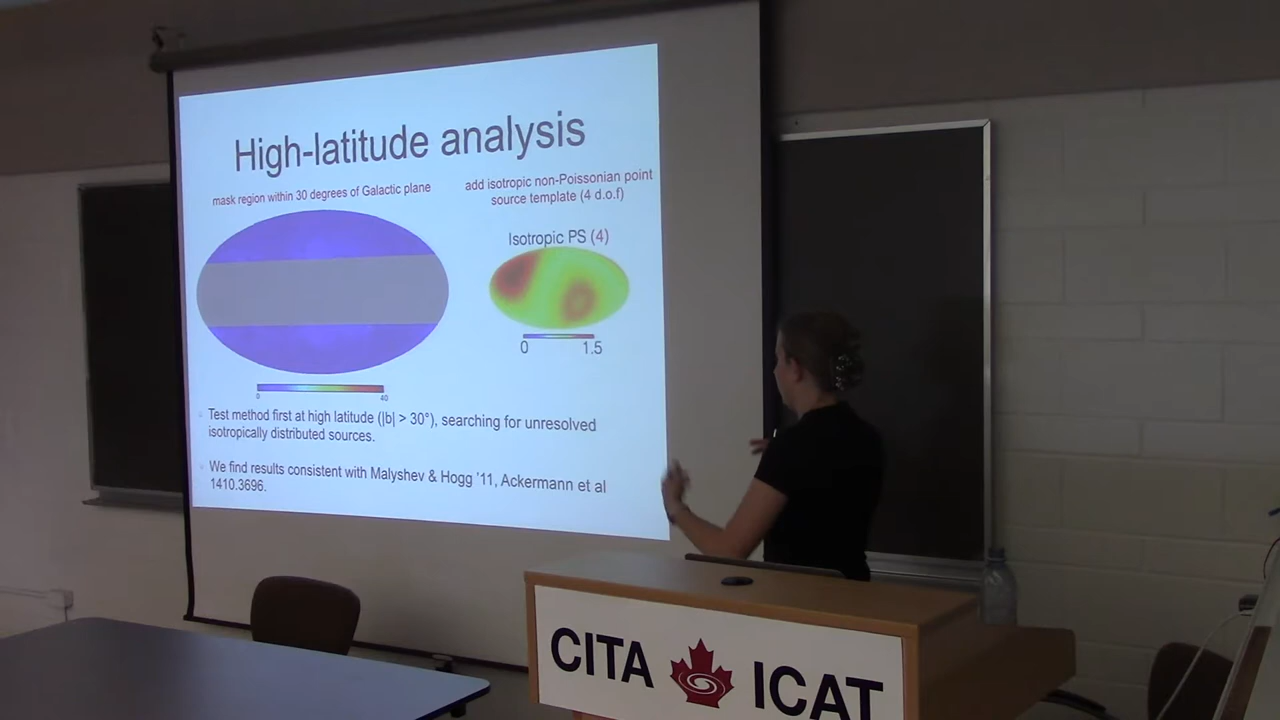 High-latitude analysis
mask region within 30 degrees of Galactic plane
add isotropic non-Poissonian point
source template (4 d.o.f)
Isotropic PS (4)
0 1.5
0 40
Test method first at high latitude (|b| > 30°), searching for unresolved
isotropically distributed sources.
We find results consistent with Malyshev & Hogg '11, Ackermann et al
1410.3696.
CITA ICAT